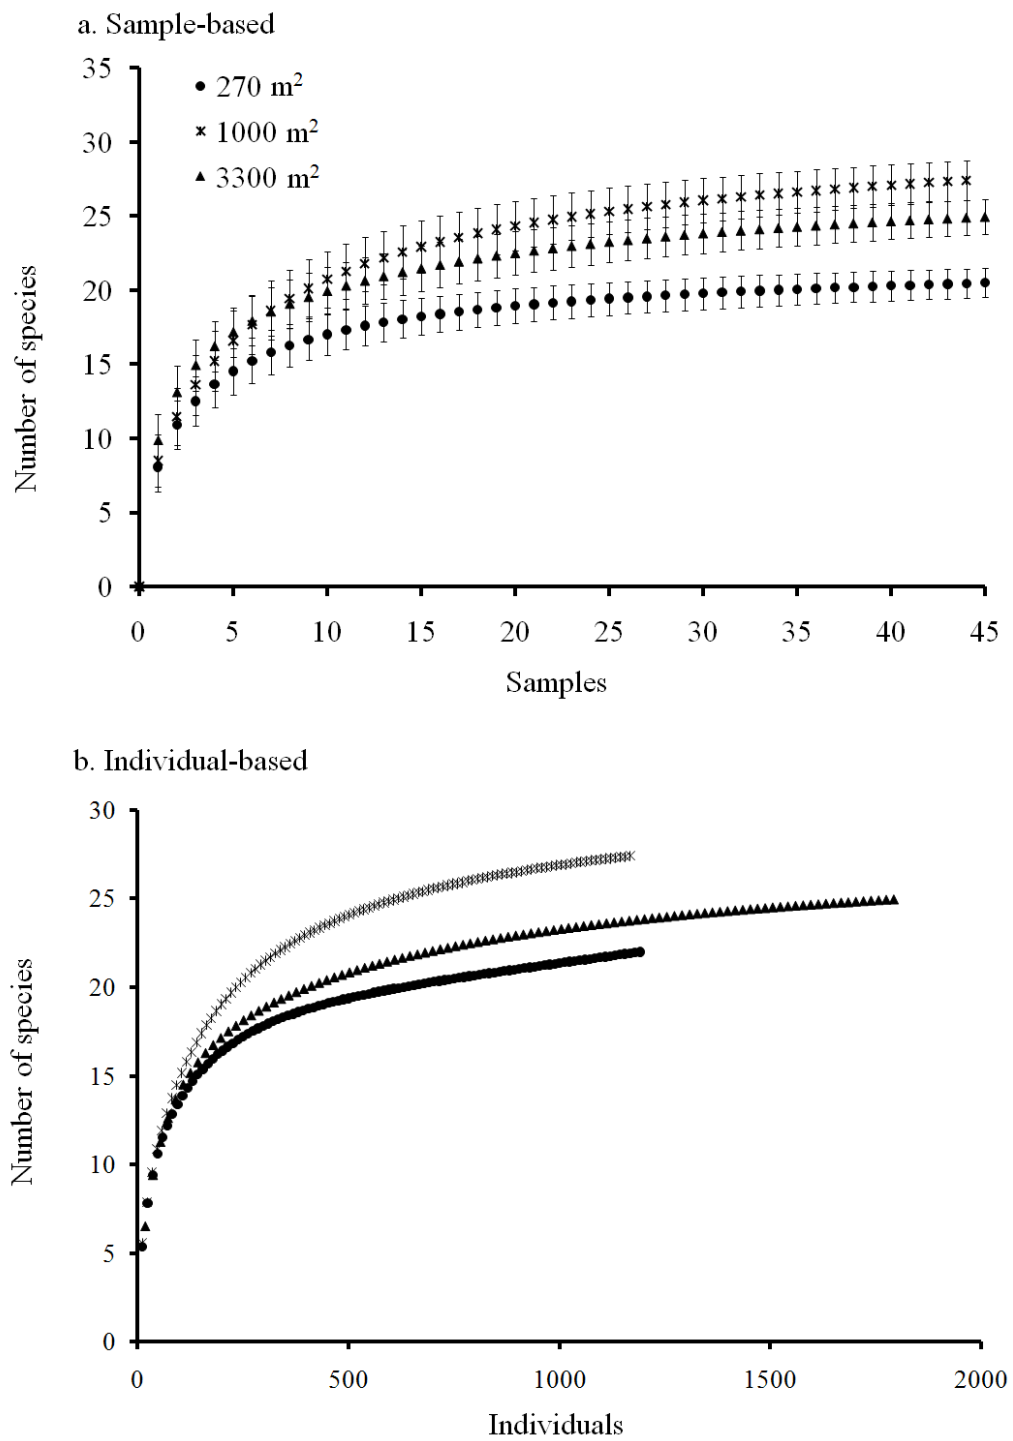 a. Sample-based
35
30
25
20
15
10
5
0
270 m²
1000 m²
3300 m²
Number of species
0 5 10 15 20 25 30 35 40 45
Samples
b. Individual-based
30
25
20
15
10
5
0
Number of species
0 500 1000 1500 2000
Individuals